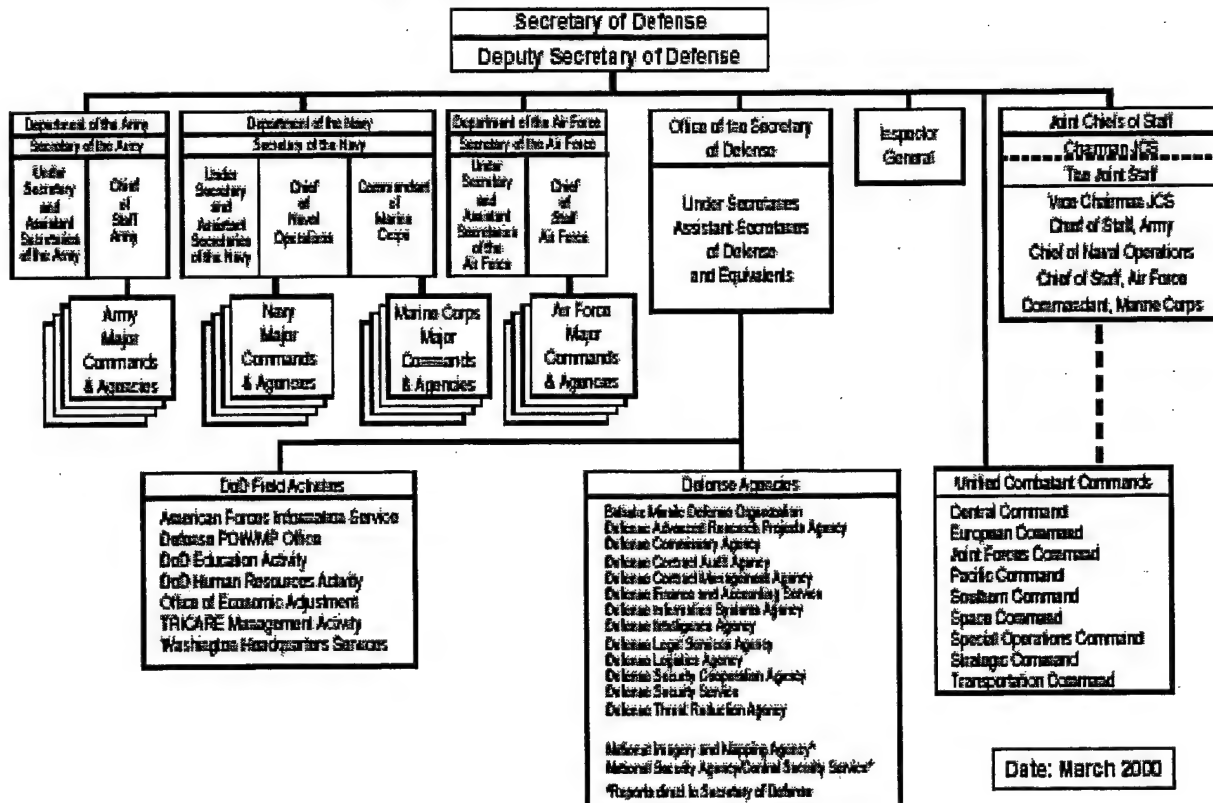 Secretary of Defense
Deputy Secretary of Defense
Department of the Army
Secretary of the Army
Under
Secretary
and
Assistant
Secretaries
of the Army
Chief
of
Staff
Army
Department of the Navy
Secretary of the Navy
Under
Secretary
and
Assistant
Secretaries
of the Navy
Chief
of
Naval
Operations
Commandant
of
Marine
Corps
Department of the Air Force
Secretary of the Air Force
Under
Secretary
and
Assistant
Secretaries
of the
Air Force
Chief
of
Staff
Air Force
Office of the Secretary
of Defense
Under Secretaries
Assistant Secretaries
of Defense
and Equivalents
Inspector
General
Joint Chiefs of Staff
Chairman JCS
The Joint Staff
Vice Chairman JCS
Chief of Staff, Army
Chief of Naval Operations
Chief of Staff, Air Force
Commandant, Marine Corps
Army
Major
Commands
& Agencies
Navy
Major
Commands
& Agencies
Marine Corps
Major
Commands
& Agencies
Air Force
Major
Commands
& Agencies
DoD Field Activities
American Forces Information Service
Defense POW/MP Office
DoD Education Activity
DoD Human Resources Activity
Office of Economic Adjustment
TRICARE Management Activity
Washington Headquarters Services
Defense Agencies
Ballistic Missile Defense Organization
Defense Advanced Research Projects Agency
Defense Commissary Agency
Defense Contract Audit Agency
Defense Contract Management Agency
Defense Finance and Accounting Service
Defense Information Systems Agency
Defense Intelligence Agency
Defense Legal Services Agency
Defense Logistics Agency
Defense Security Cooperation Agency
Defense Security Service
Defense Threat Reduction Agency
National Imagery and Mapping Agency*
National Security Agency/Central Security Service*
*Reports direct to Secretary of Defense
Unified Combatant Commands
Central Command
European Command
Joint Forces Command
Pacific Command
Southern Command
Space Command
Special Operations Command
Strategic Command
Transportation Command
Date: March 2000